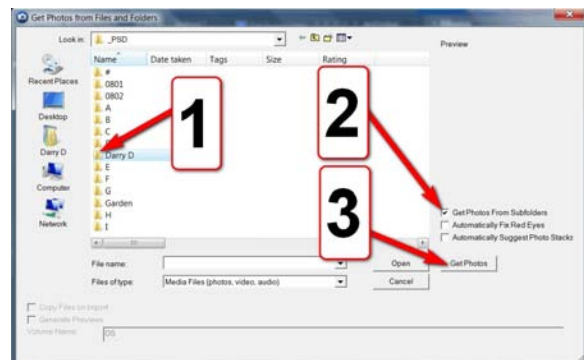 Get Photos from Files and Folders
Look in: _PSD
Preview
Name Date taken Tags Size Rating
#
0801
0802
A
B
C
Darry D
E
F
G
Garden
H
I
Recent Places
Desktop
Darry D
Computer
Network
1
2
3
Get Photos From Subfolders
Automatically Fix Red Eyes
Automatically Suggest Photo Stacks
File name: Open Get Photos
Files of type: Media Files (photos, video, audio) Cancel
Copy Files on Import
Generate Previews
Volume Name: OS